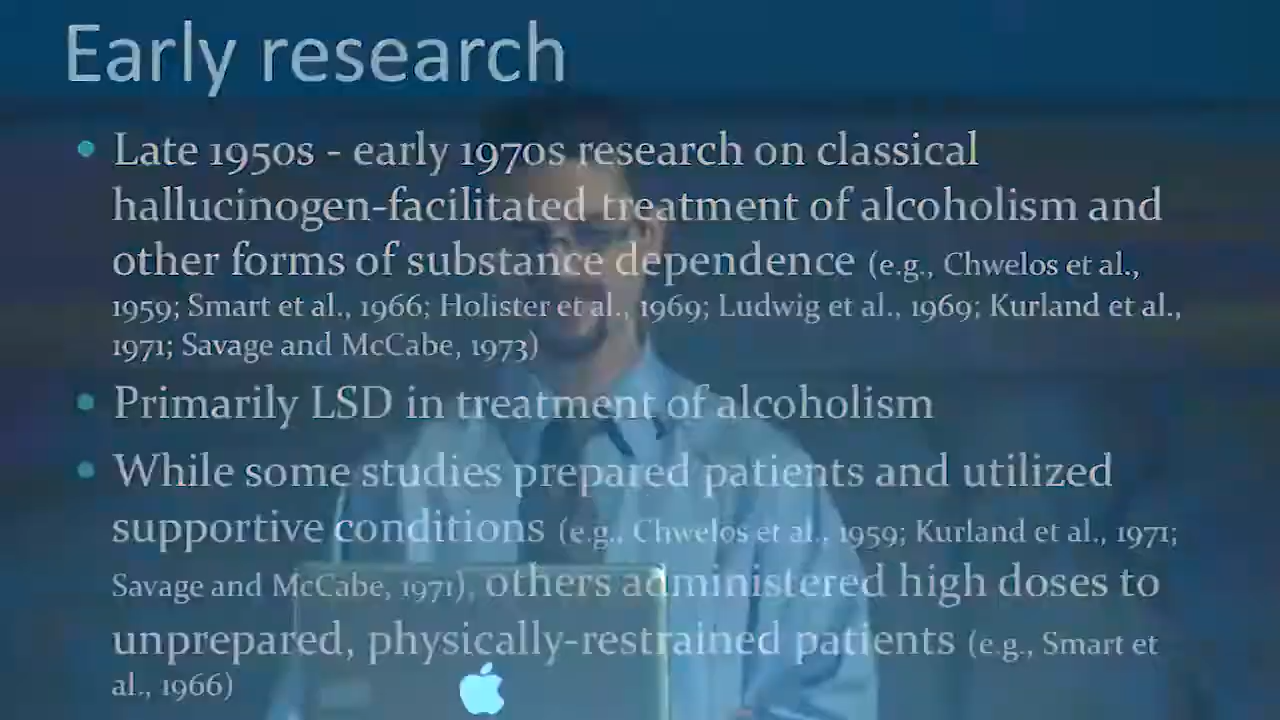 Early research
Late 1950s - early 1970s research on classical
hallucinogen-facilitated treatment of alcoholism and
other forms of substance dependence (e.g., Chwelos et al.,
1959; Smart et al., 1966; Holister et al., 1969; Ludwig et al., 1969; Kurland et al.,
1971; Savage and McCabe, 1973)
Primarily LSD in treatment of alcoholism
While some studies prepared patients and utilized
supportive conditions (e.g., Chwelos et al., 1959; Kurland et al., 1971;
Savage and McCabe, 1971), others administered high doses to
unprepared, physically-restrained patients (e.g., Smart et
al., 1966)